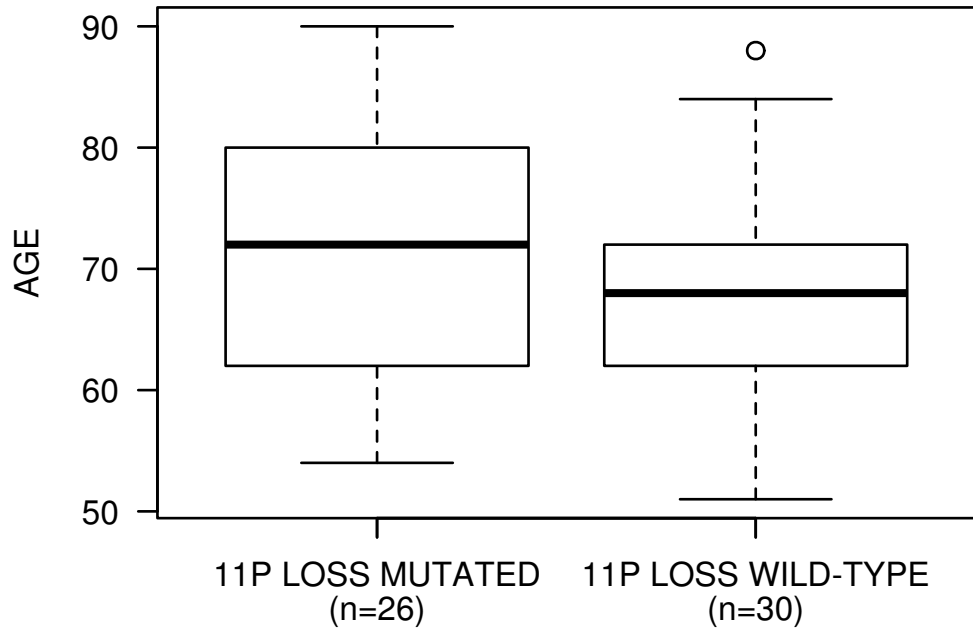 AGE
90
80
70
60
50
11P LOSS MUTATED
(n=26)
11P LOSS WILD-TYPE
(n=30)